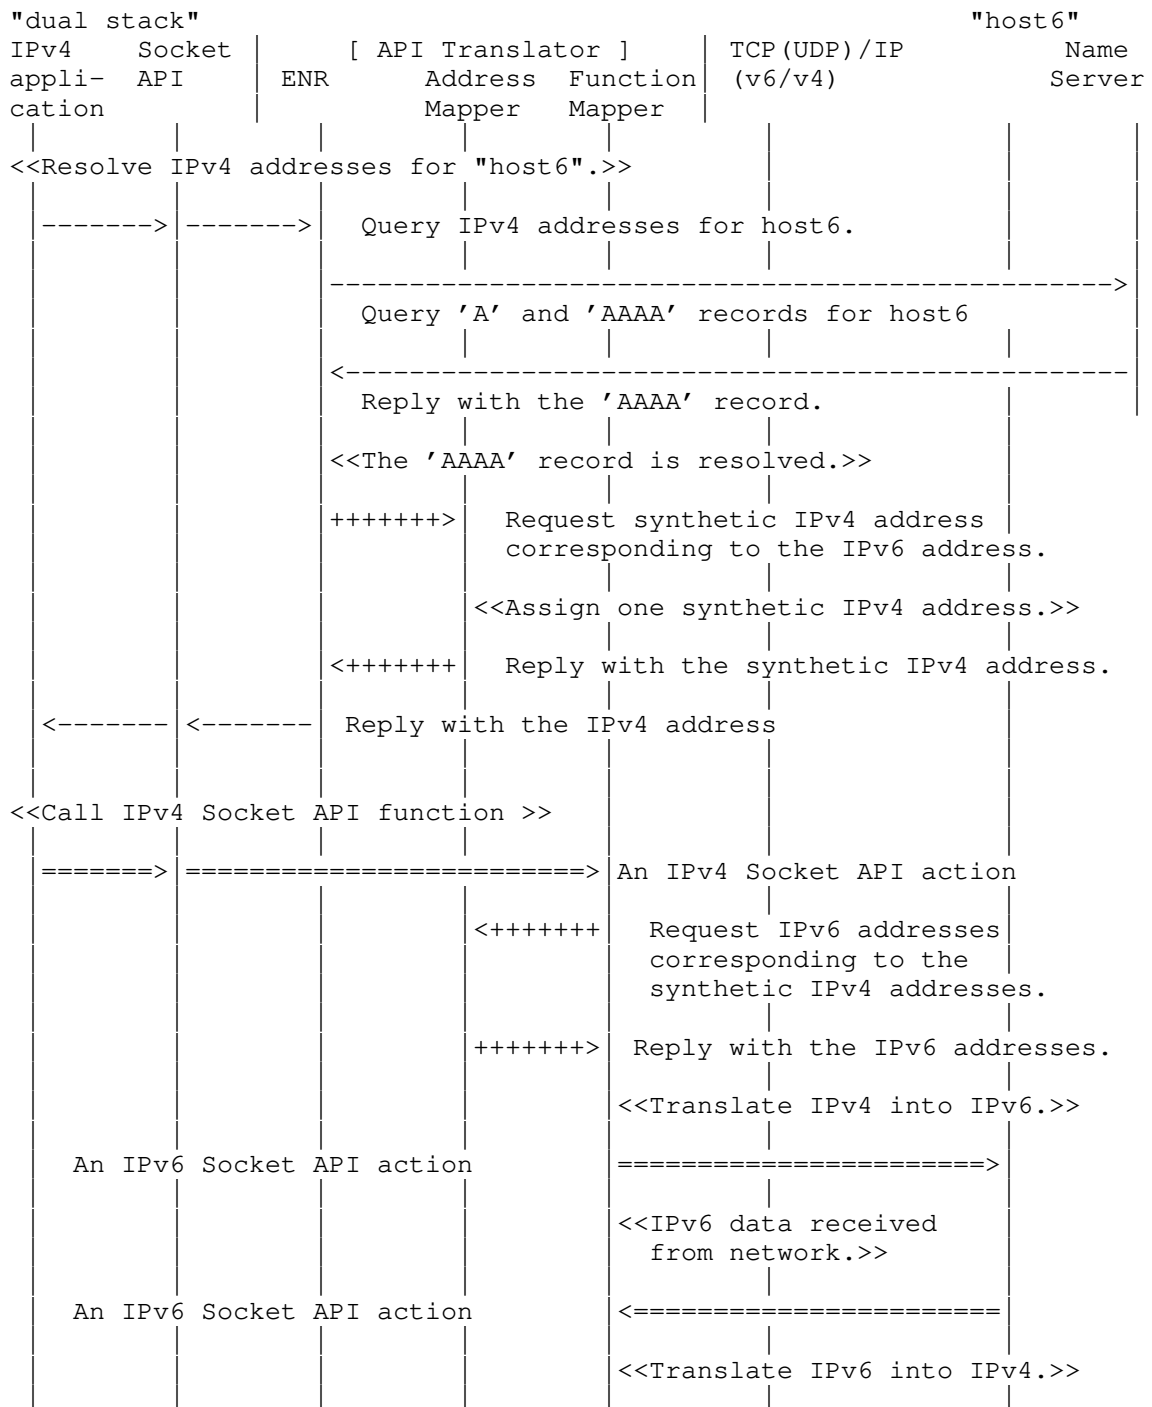 "dual stack" "host6"
IPv4 Socket | [ API Translator ] | TCP(UDP)/IP Name
appli- API | ENR Address Function| (v6/v4) Server
cation | Mapper Mapper |
<<Resolve IPv4 addresses for "host6".>>
|------->|------->| Query IPv4 addresses for host6.
|------------------------------------------------->|
Query 'A' and 'AAAA' records for host6
|<-------------------------------------------------|
Reply with the 'AAAA' record.
<<The 'AAAA' record is resolved.>>
|+++++++>| Request synthetic IPv4 address
corresponding to the IPv6 address.
<<Assign one synthetic IPv4 address.>>
|<+++++++| Reply with the synthetic IPv4 address.
|<-------|<-------| Reply with the IPv4 address
<<Call IPv4 Socket API function >>
|=======>|=========================>|An IPv4 Socket API action
|<+++++++| Request IPv6 addresses
corresponding to the
synthetic IPv4 addresses.
|+++++++>| Reply with the IPv6 addresses.
<<Translate IPv4 into IPv6.>>
An IPv6 Socket API action |=======================>|
<<IPv6 data received
from network.>>
An IPv6 Socket API action |<=======================|
<<Translate IPv6 into IPv4.>>